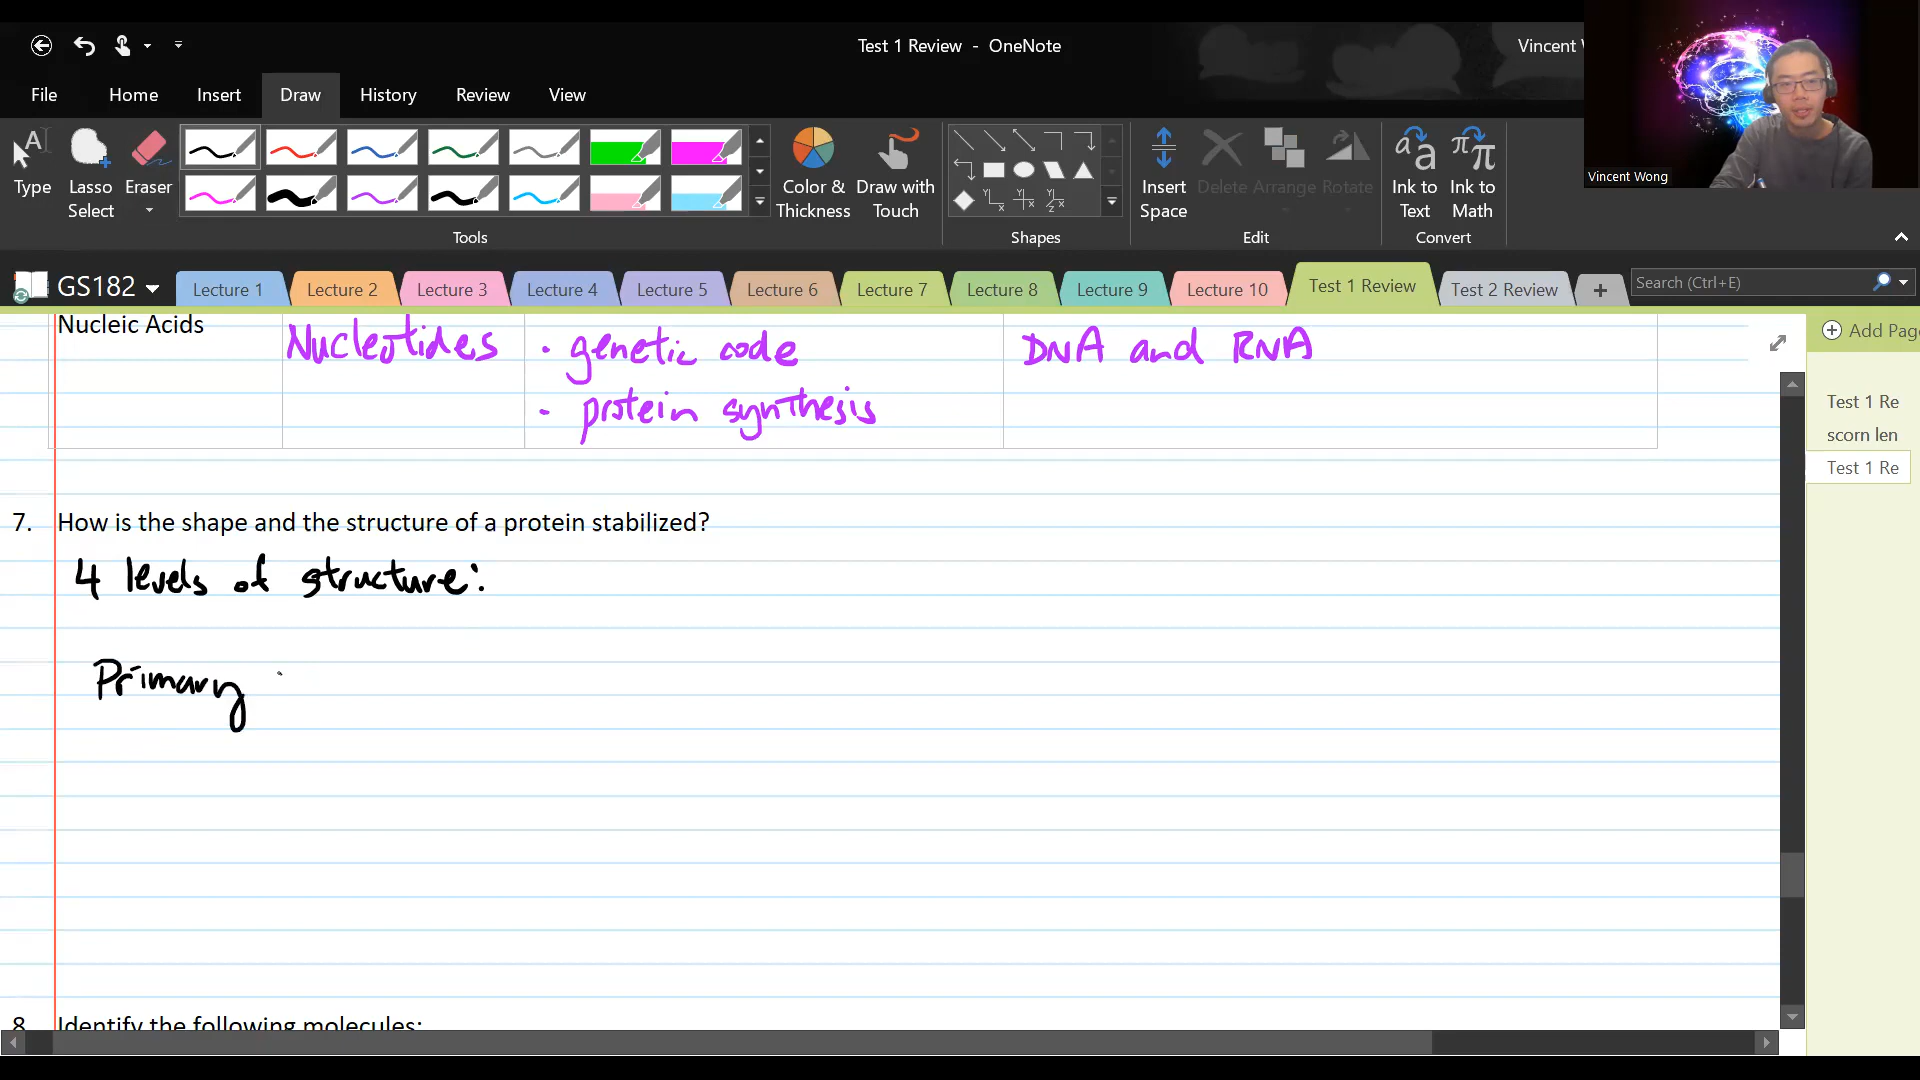 Test 1 Review - OneNote
Vincent W
File Home Insert Draw History Review View
Type
Lasso Select
Eraser
Color & Thickness
Draw with Touch
Insert Space
Delete Arrange Rotate
Ink to Text
Ink to Math
Tools
Shapes
Edit
Convert
Vincent Wong
GS182
Lecture 1 Lecture 2 Lecture 3 Lecture 4 Lecture 5 Lecture 6 Lecture 7 Lecture 8 Lecture 9 Lecture 10 Test 1 Review Test 2 Review
Search (Ctrl+E)
Add Pag
Test 1 Re
scorn len
Test 1 Re
Nucleic Acids Nucleotides · genetic code DNA and RNA
· protein synthesis
7. How is the shape and the structure of a protein stabilized?
4 levels of structure:
Primary
8. Identify the following molecules: